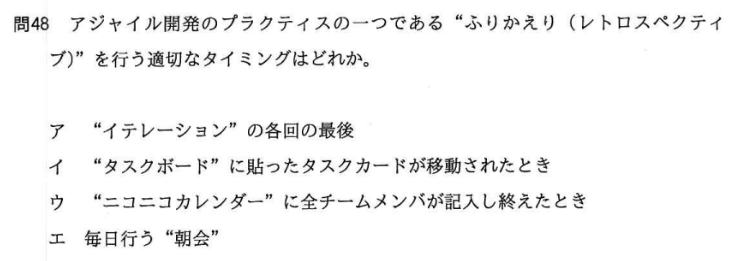 問48　アジャイル開発のプラクティスの一つである“ふりかえり（レトロスペクティ
ブ）”を行う適切なタイミングはどれか。
ア　“イテレーション”の各回の最後
イ　“タスクボード”に貼ったタスクカードが移動されたとき
ウ　“ニコニコカレンダー”に全チームメンバが記入し終えたとき
エ　毎日行う“朝会”